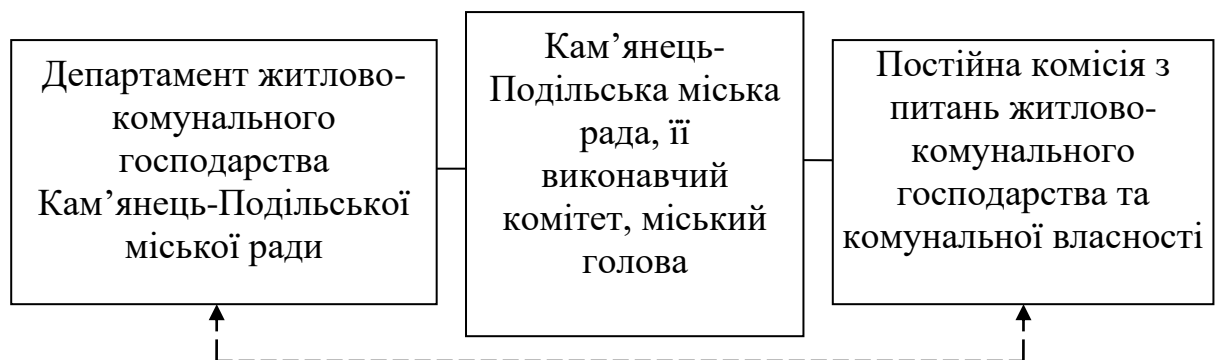 Департамент житлово-
комунального
господарства
Кам’янець-Подільської
міської ради
Кам’янець-
Подільська міська
рада, її
виконавчий
комітет, міський
голова
Постійна комісія з
питань житлово-
комунального
господарства та
комунальної власності